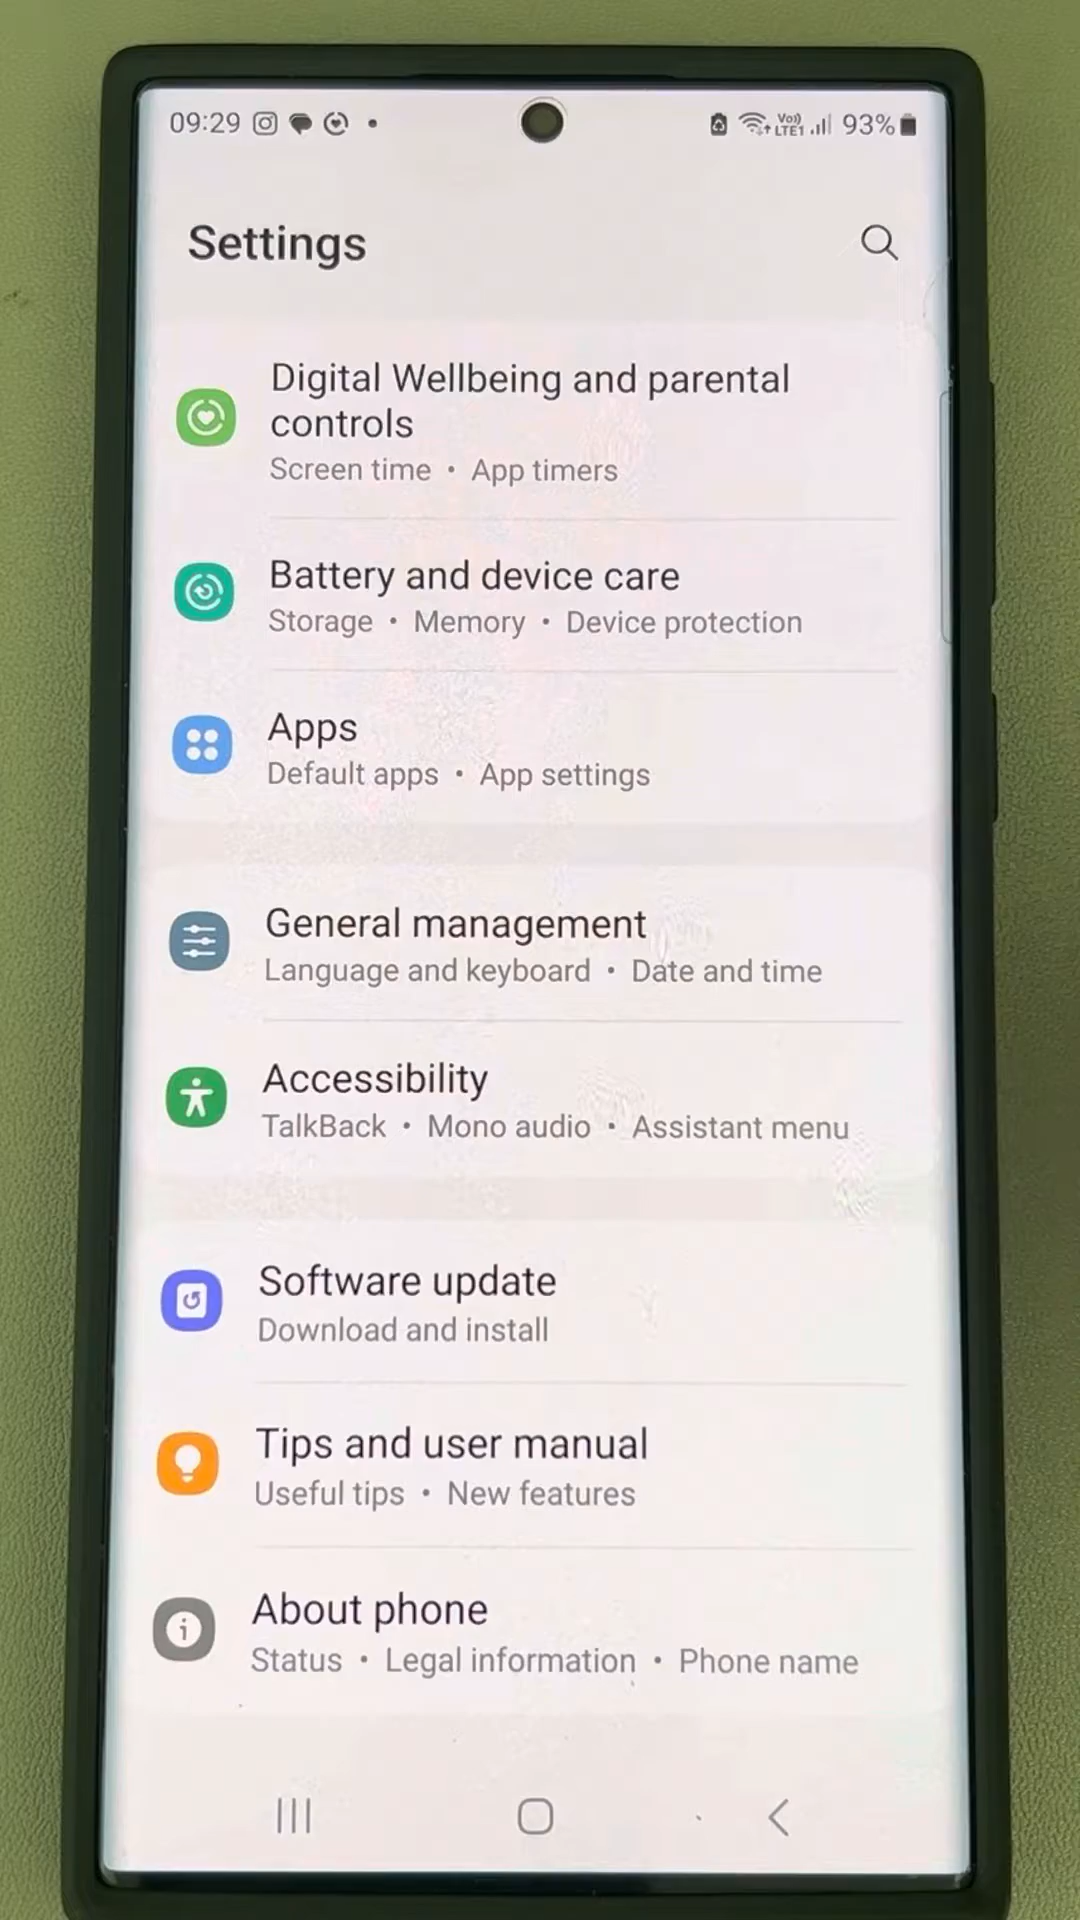 09:29 Vo)) LTE1 93%
Settings
Digital Wellbeing and parental
controls
Screen time • App timers
Battery and device care
Storage • Memory • Device protection
Apps
Default apps • App settings
General management
Language and keyboard • Date and time
Accessibility
TalkBack • Mono audio • Assistant menu
Software update
Download and install
Tips and user manual
Useful tips • New features
About phone
Status • Legal information • Phone name